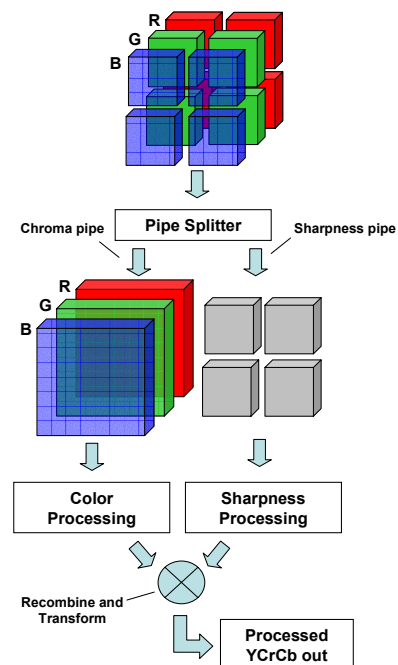 R
G
B
Pipe Splitter
Chroma pipe
Sharpness pipe
R
G
B
Color
Processing
Sharpness
Processing
Recombine and
Transform
Processed
YCrCb out